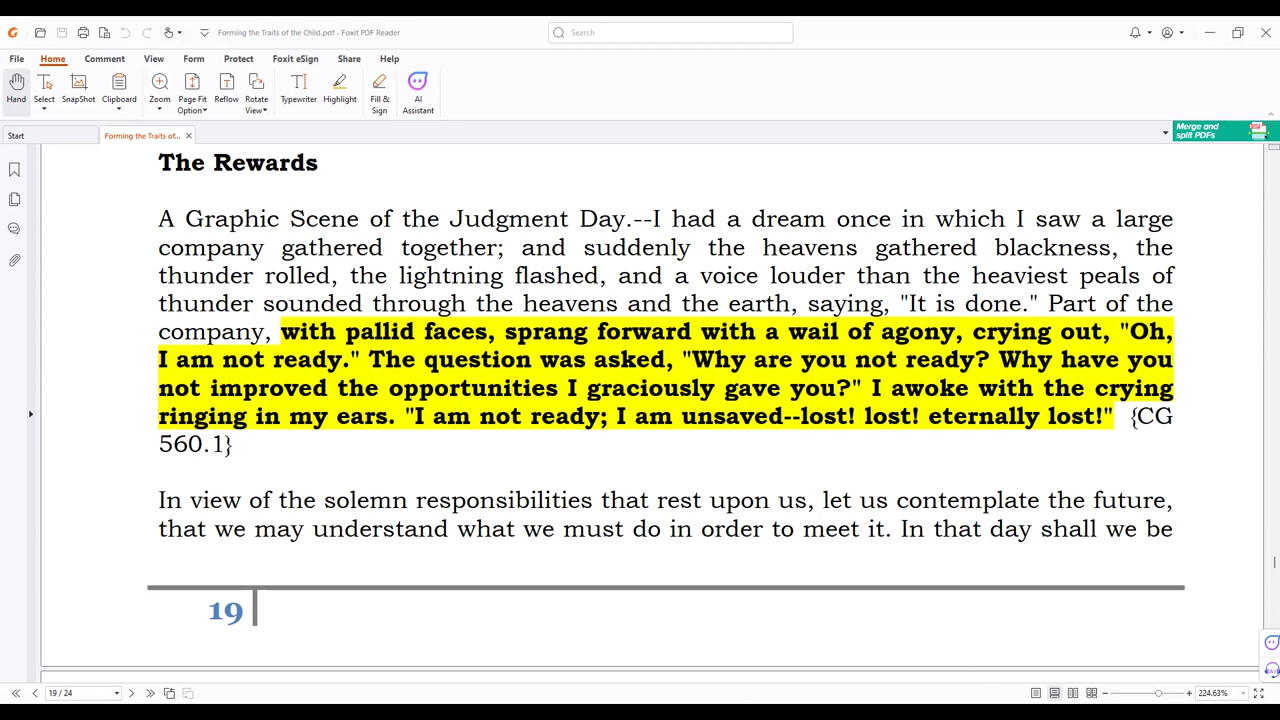 Forming the Traits of the Child.pdf - Foxit PDF Reader
Search
File Home Comment View Form Protect Foxit eSign Share Help
Hand Select SnapShot Clipboard Zoom Page Fit Option Reflow Rotate View Typewriter Highlight Fill & Sign AI Assistant
Start Forming the Traits of... Merge and split PDFs
The Rewards
A Graphic Scene of the Judgment Day.--I had a dream once in which I saw a large
company gathered together; and suddenly the heavens gathered blackness, the
thunder rolled, the lightning flashed, and a voice louder than the heaviest peals of
thunder sounded through the heavens and the earth, saying, "It is done." Part of the
company, with pallid faces, sprang forward with a wail of agony, crying out, "Oh,
I am not ready." The question was asked, "Why are you not ready? Why have you
not improved the opportunities I graciously gave you?" I awoke with the crying
ringing in my ears. "I am not ready; I am unsaved--lost! lost! eternally lost!" {CG
560.1}
In view of the solemn responsibilities that rest upon us, let us contemplate the future,
that we may understand what we must do in order to meet it. In that day shall we be
19
19 / 24 224.63%